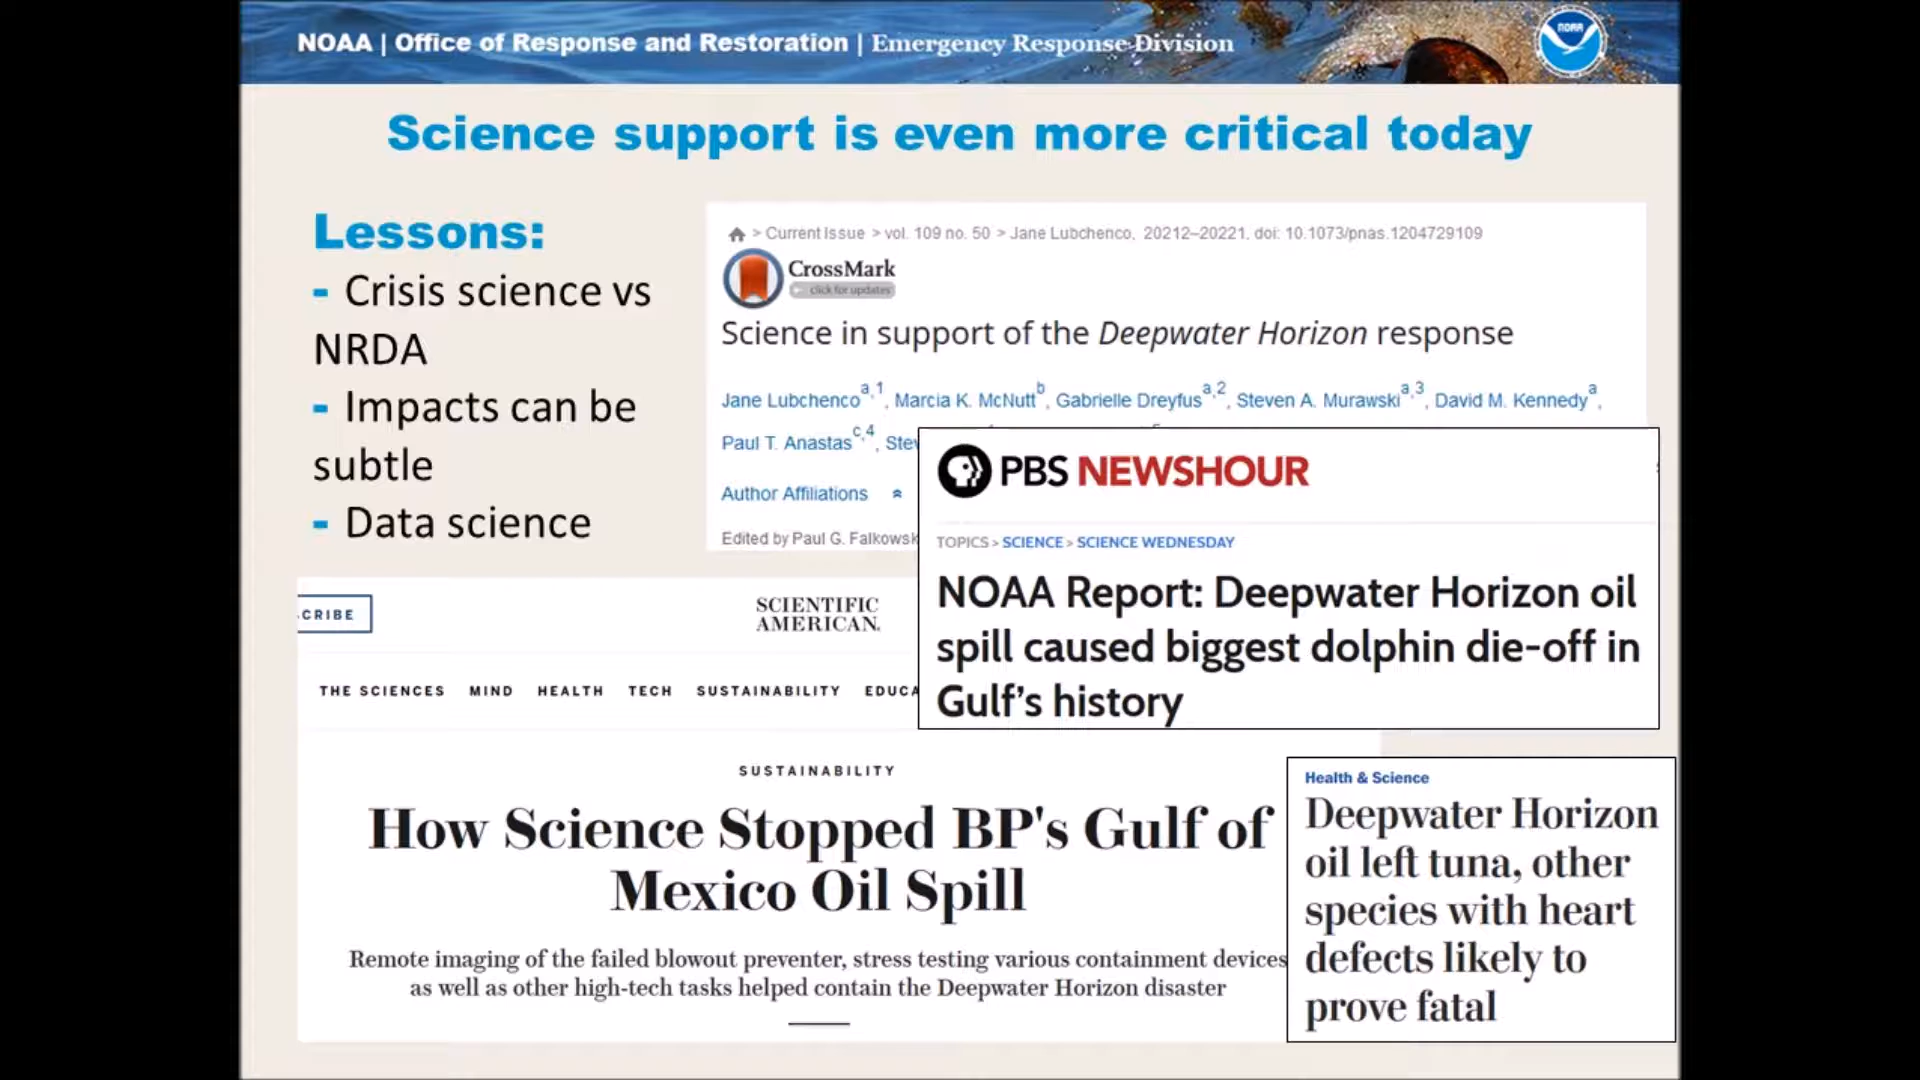 NOAA | Office of Response and Restoration | Emergency Response Division
NOAA
Science support is even more critical today
Lessons:
- Crisis science vs
NRDA
- Impacts can be
subtle
- Data science
> Current Issue > vol. 109 no. 50 > Jane Lubchenco, 20212–20221, doi: 10.1073/pnas.1204729109
CrossMark
click for updates
Science in support of the Deepwater Horizon response
Jane Lubchenco a,1, Marcia K. McNutt b, Gabrielle Dreyfus a,2, Steven A. Murawski a,3, David M. Kennedy a,
Paul T. Anastas c,4, Stev
Author Affiliations
Edited by Paul G. Falkowsk
PBS NEWSHOUR
TOPICS > SCIENCE > SCIENCE WEDNESDAY
NOAA Report: Deepwater Horizon oil
spill caused biggest dolphin die-off in
Gulf's history
CRIBE
SCIENTIFIC
AMERICAN.
THE SCIENCES MIND HEALTH TECH SUSTAINABILITY EDUCA
SUSTAINABILITY
How Science Stopped BP's Gulf of
Mexico Oil Spill
Remote imaging of the failed blowout preventer, stress testing various containment devices
as well as other high-tech tasks helped contain the Deepwater Horizon disaster
Health & Science
Deepwater Horizon
oil left tuna, other
species with heart
defects likely to
prove fatal